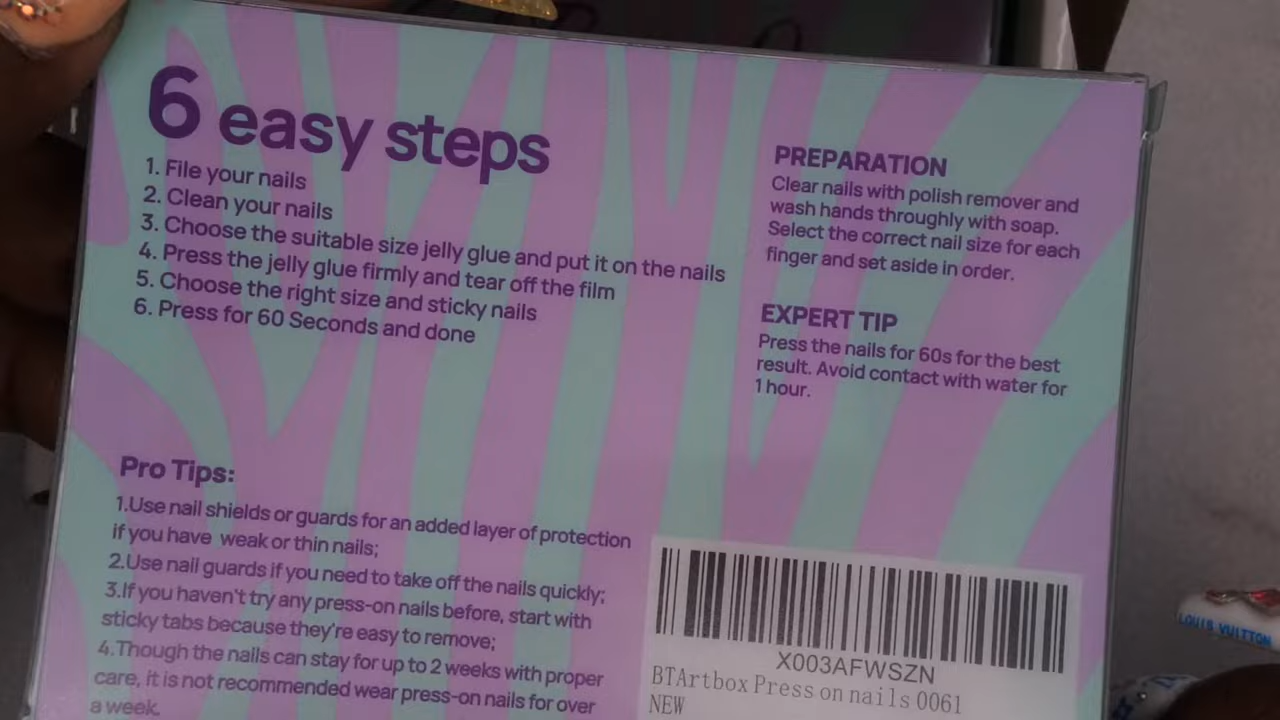 6 easy steps
1. File your nails
2. Clean your nails
3. Choose the suitable size jelly glue and put it on the nails
4. Press the jelly glue firmly and tear off the film
5. Choose the right size and sticky nails
6. Press for 60 Seconds and done
PREPARATION
Clear nails with polish remover and
wash hands throughly with soap.
Select the correct nail size for each
finger and set aside in order.
EXPERT TIP
Press the nails for 60s for the best
result. Avoid contact with water for
1 hour.
Pro Tips:
1.Use nail shields or guards for an added layer of protection
if you have weak or thin nails;
2.Use nail guards if you need to take off the nails quickly;
3.If you haven't try any press-on nails before, start with
sticky tabs because they're easy to remove;
4.Though the nails can stay for up to 2 weeks with proper
care, it is not recommended wear press-on nails for over
a week.
X003AFWSZN
BTArtbox Press on nails 0061
NEW
LOUIS VUITTON